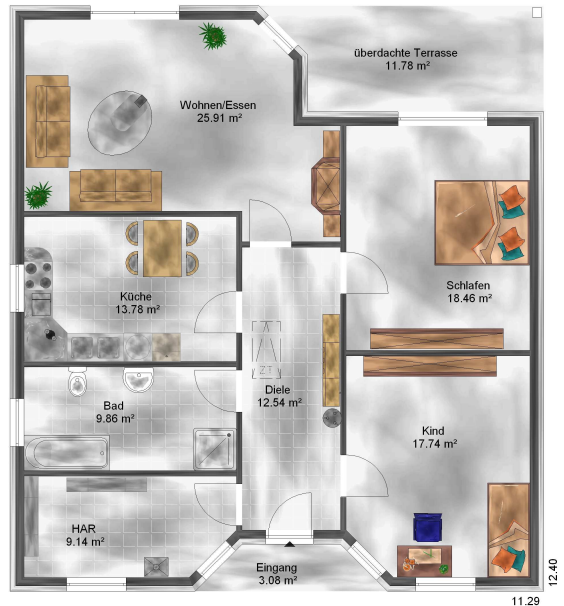 überdachte Terrasse
11.78 m²
Wohnen/Essen
25.91 m²
Schlafen
18.46 m²
Küche
13.78 m²
ZT
Diele
12.54 m²
Bad
9.86 m²
Kind
17.74 m²
HAR
9.14 m²
Eingang
3.08 m²
12.40
11.29